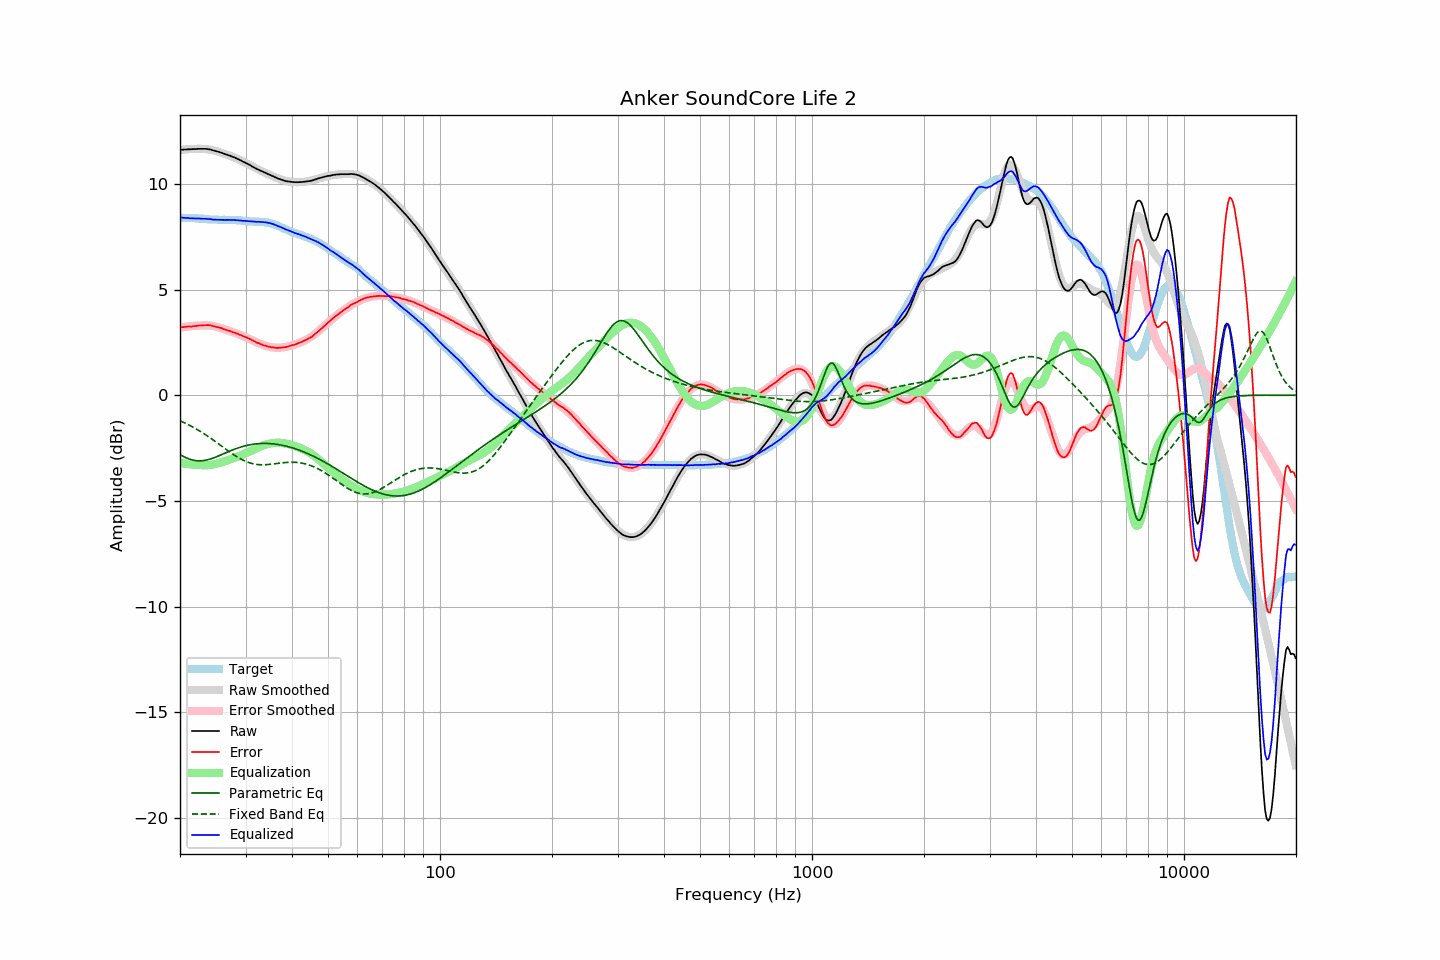 Anker SoundCore Life 2
Amplitude (dBr)
10
5
0
−5
−10
−15
−20
Target
Raw Smoothed
Error Smoothed
Raw
Error
Equalization
Parametric Eq
Fixed Band Eq
Equalized
100
1000
10000
Frequency (Hz)